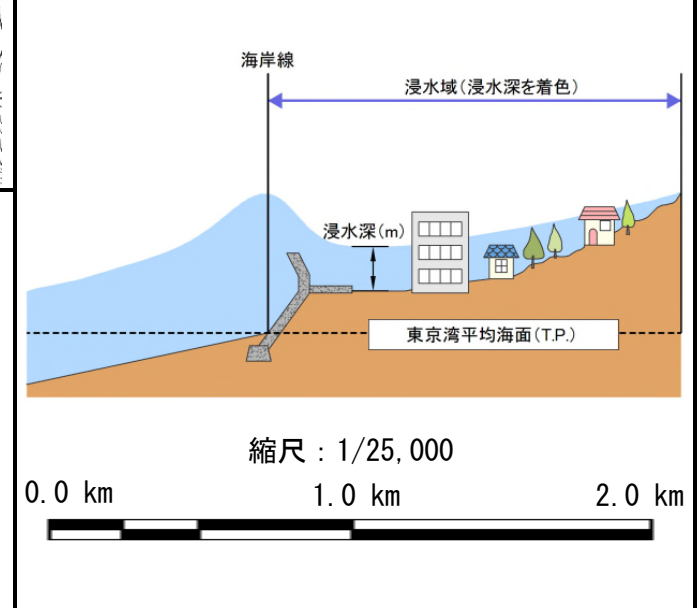 海岸線
浸水域(浸水深を着色)
浸水深(m)
東京湾平均海面(T.P.)
縮尺:1/25,000
0.0 km 1.0 km 2.0 km